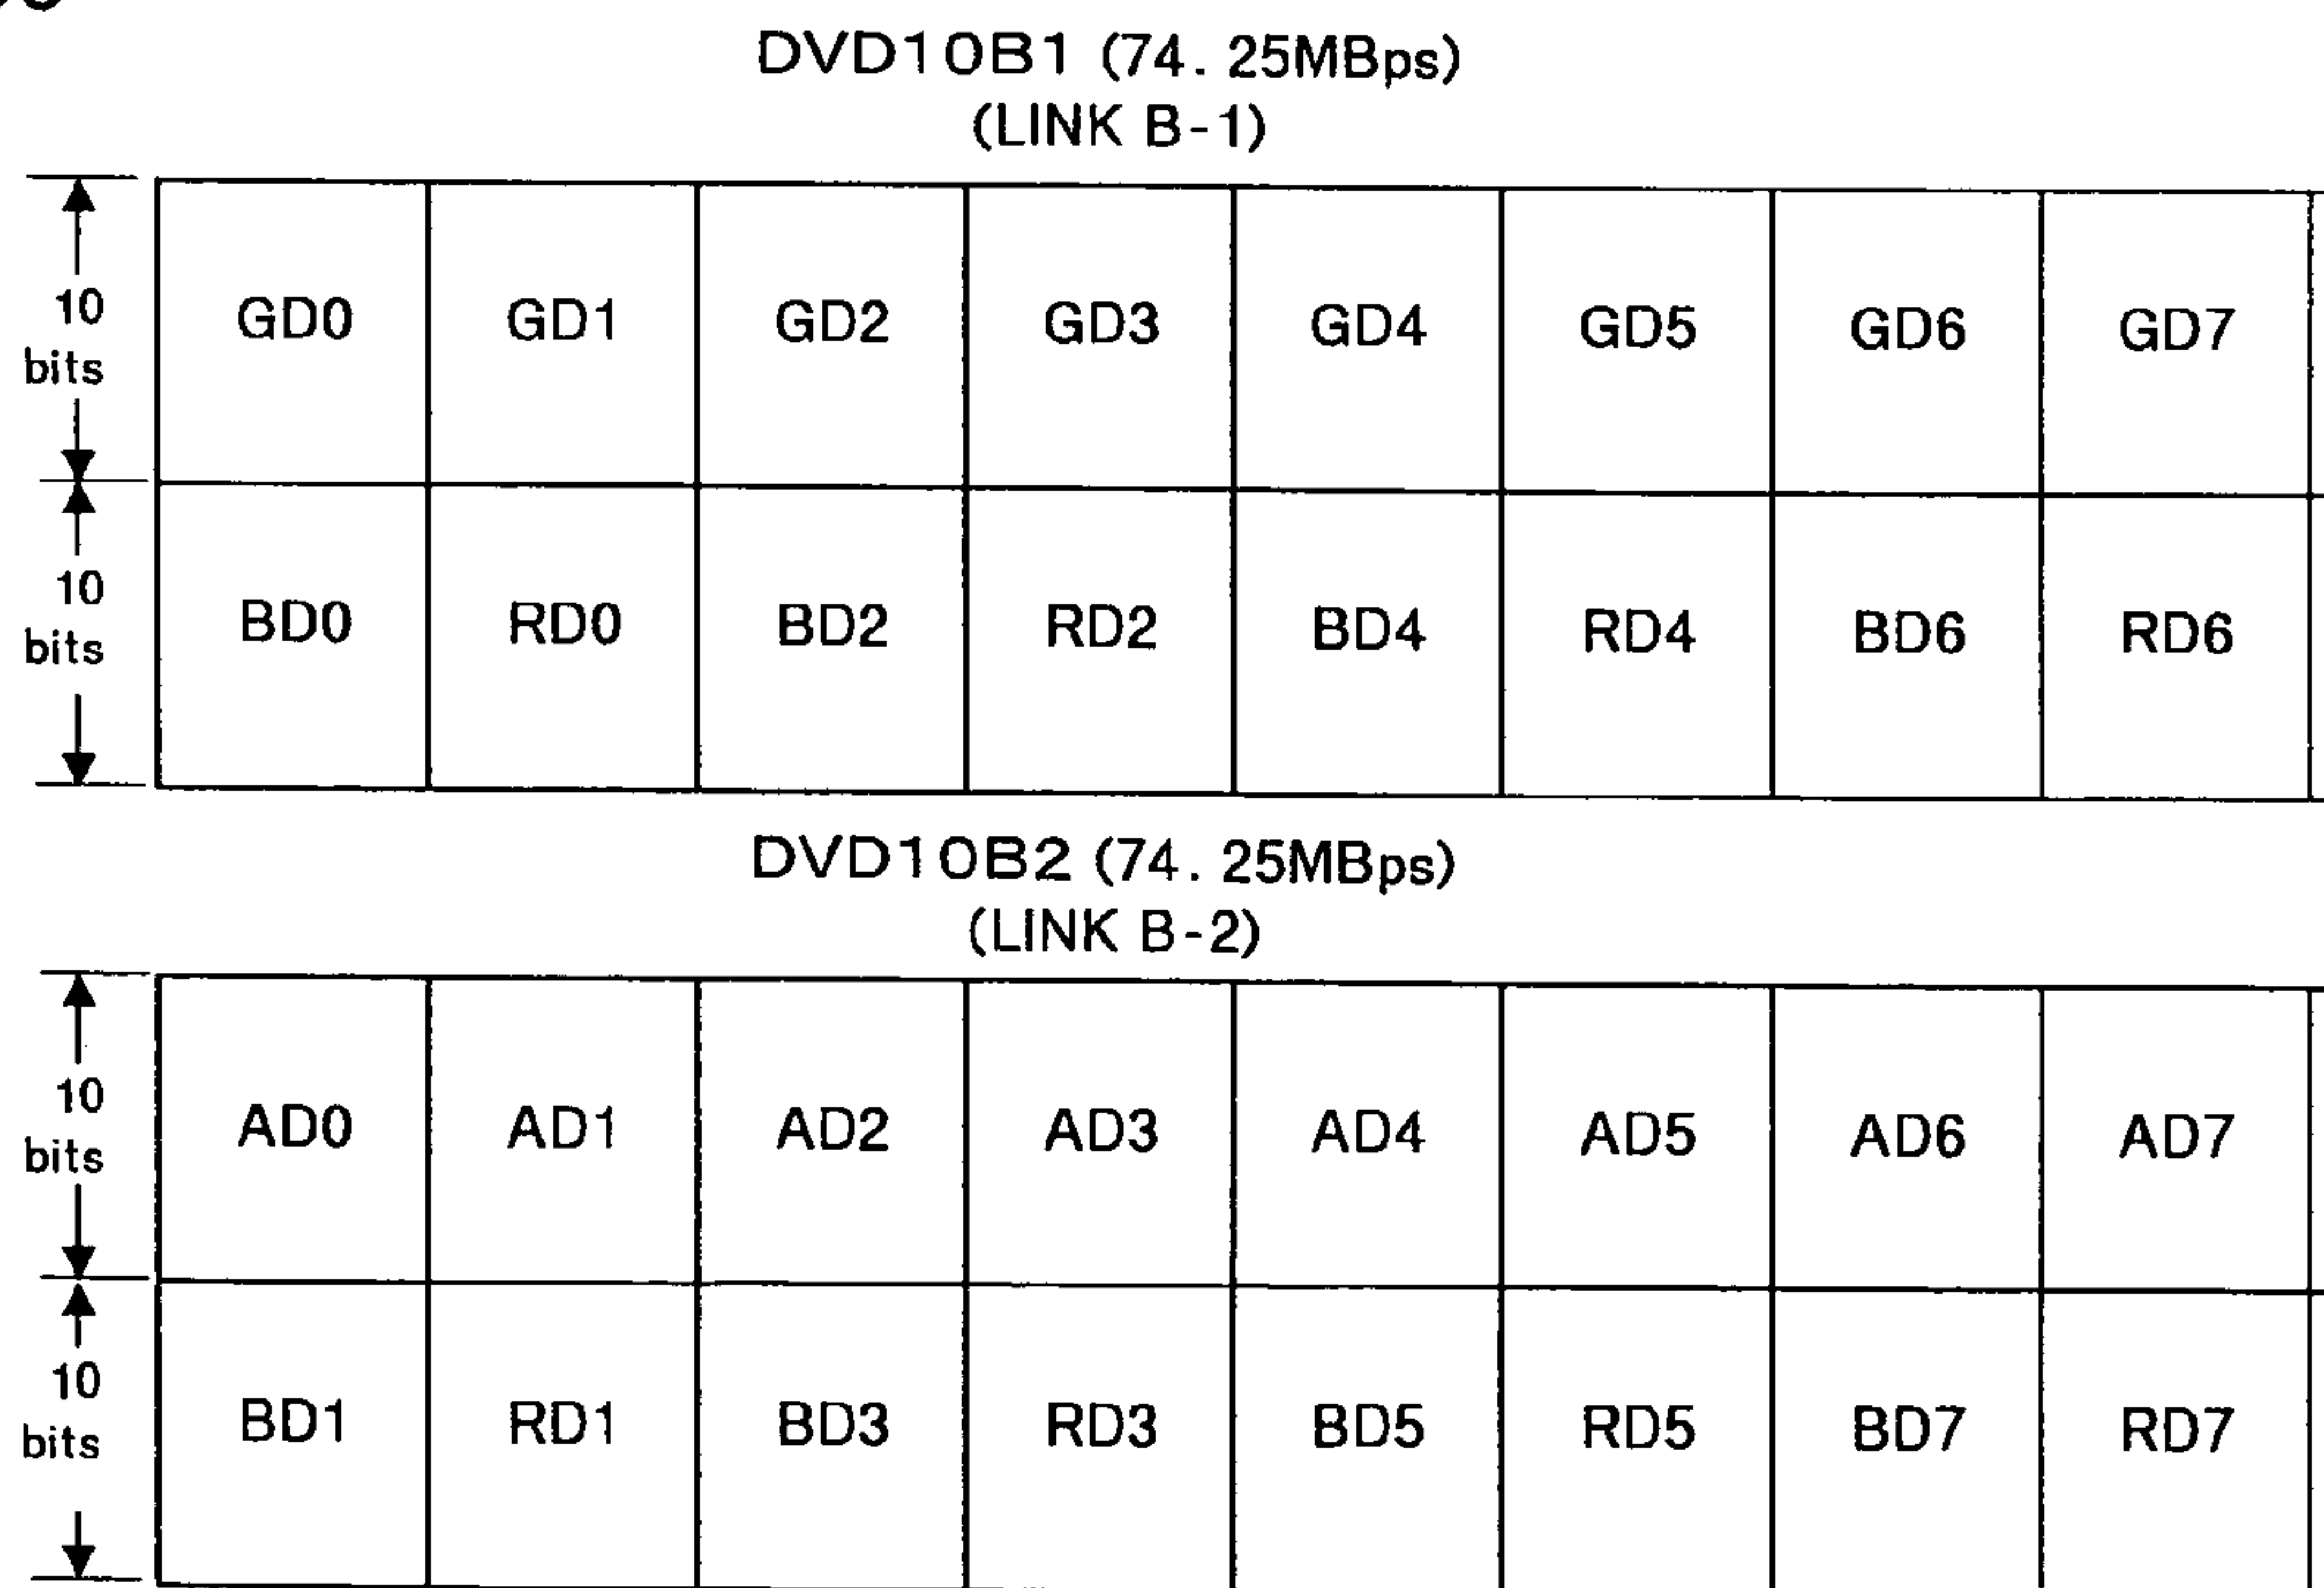 DVD10B1 (74. 25MBps)
(LINK B-1)
10 bits
GD0 GD1 GD2 GD3 GD4 GD5 GD6 GD7
10 bits
BD0 RD0 BD2 RD2 BD4 RD4 BD6 RD6
DVD10B2 (74. 25MBps)
(LINK B-2)
10 bits
AD0 AD1 AD2 AD3 AD4 AD5 AD6 AD7
10 bits
BD1 RD1 BD3 RD3 BD5 RD5 BD7 RD7